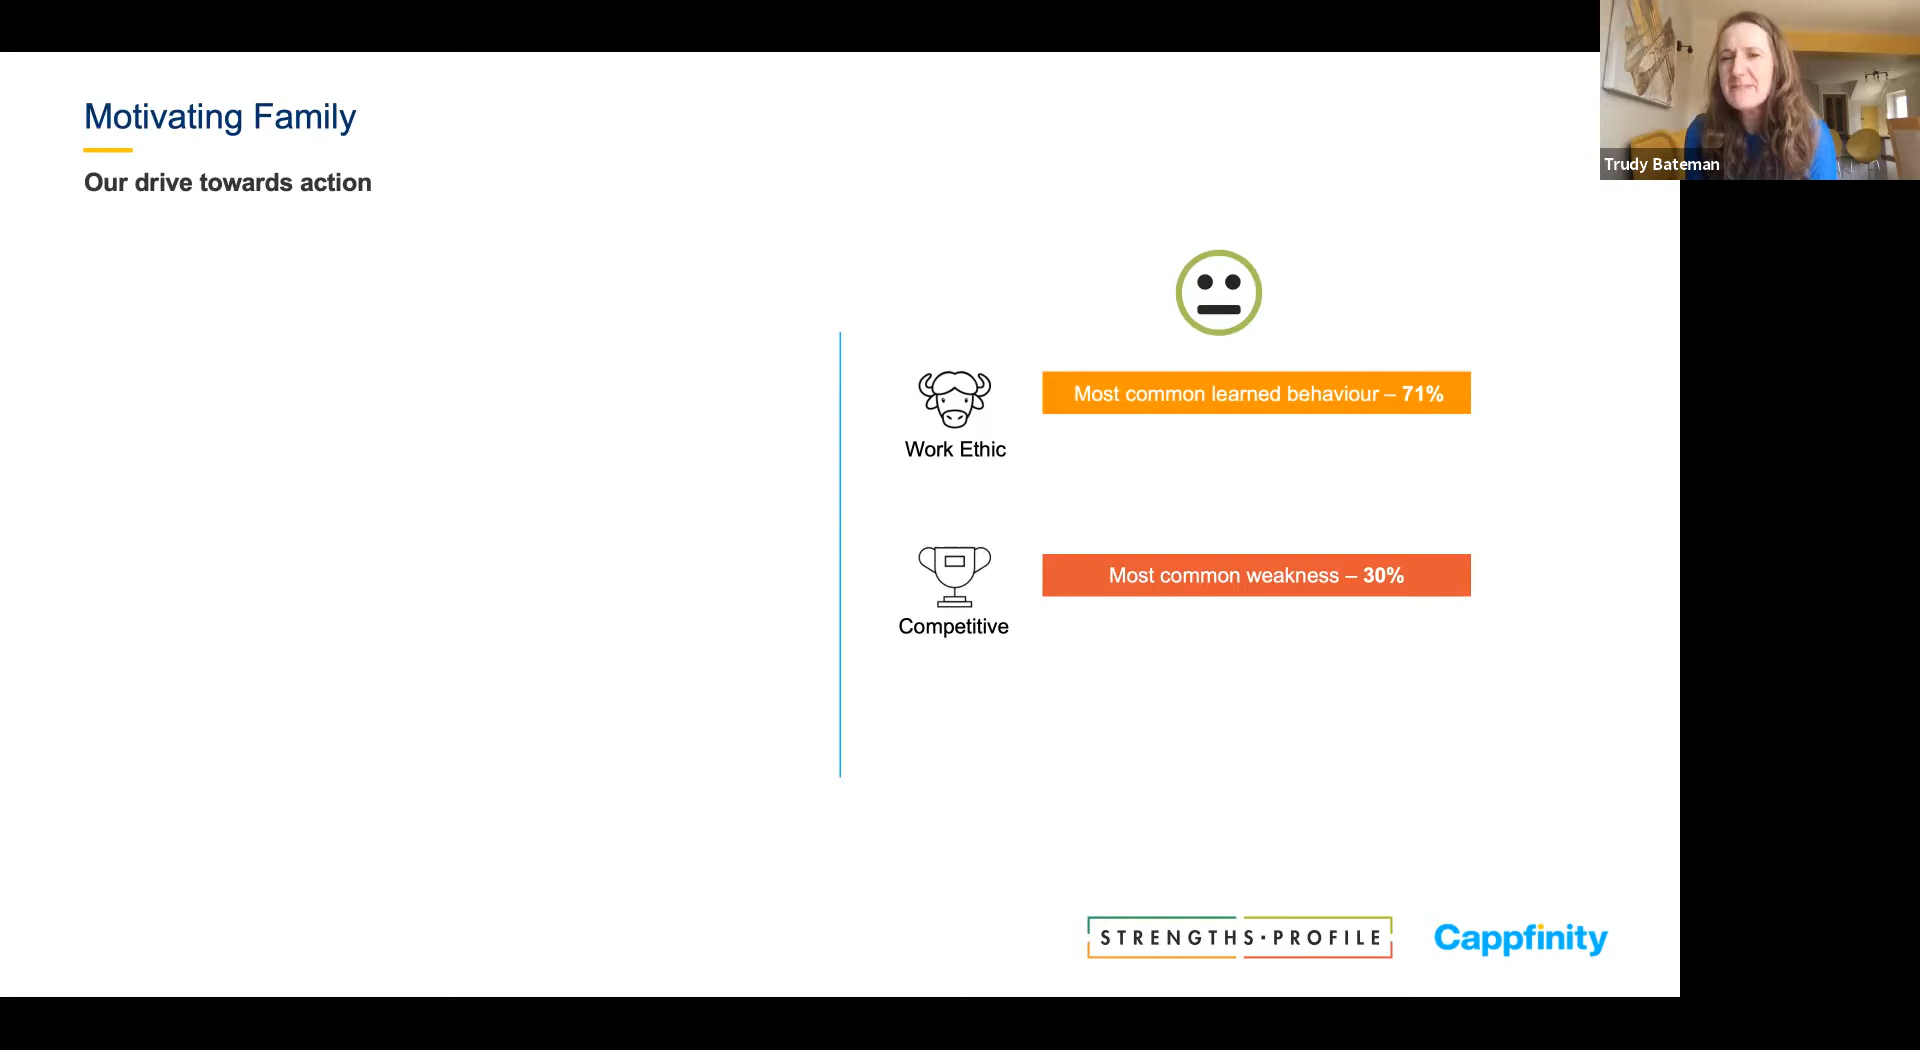 Motivating Family
Our drive towards action
Trudy Bateman
Most common learned behaviour – 71%
Work Ethic
Most common weakness – 30%
Competitive
STRENGTHS·PROFILE
Cappfinity